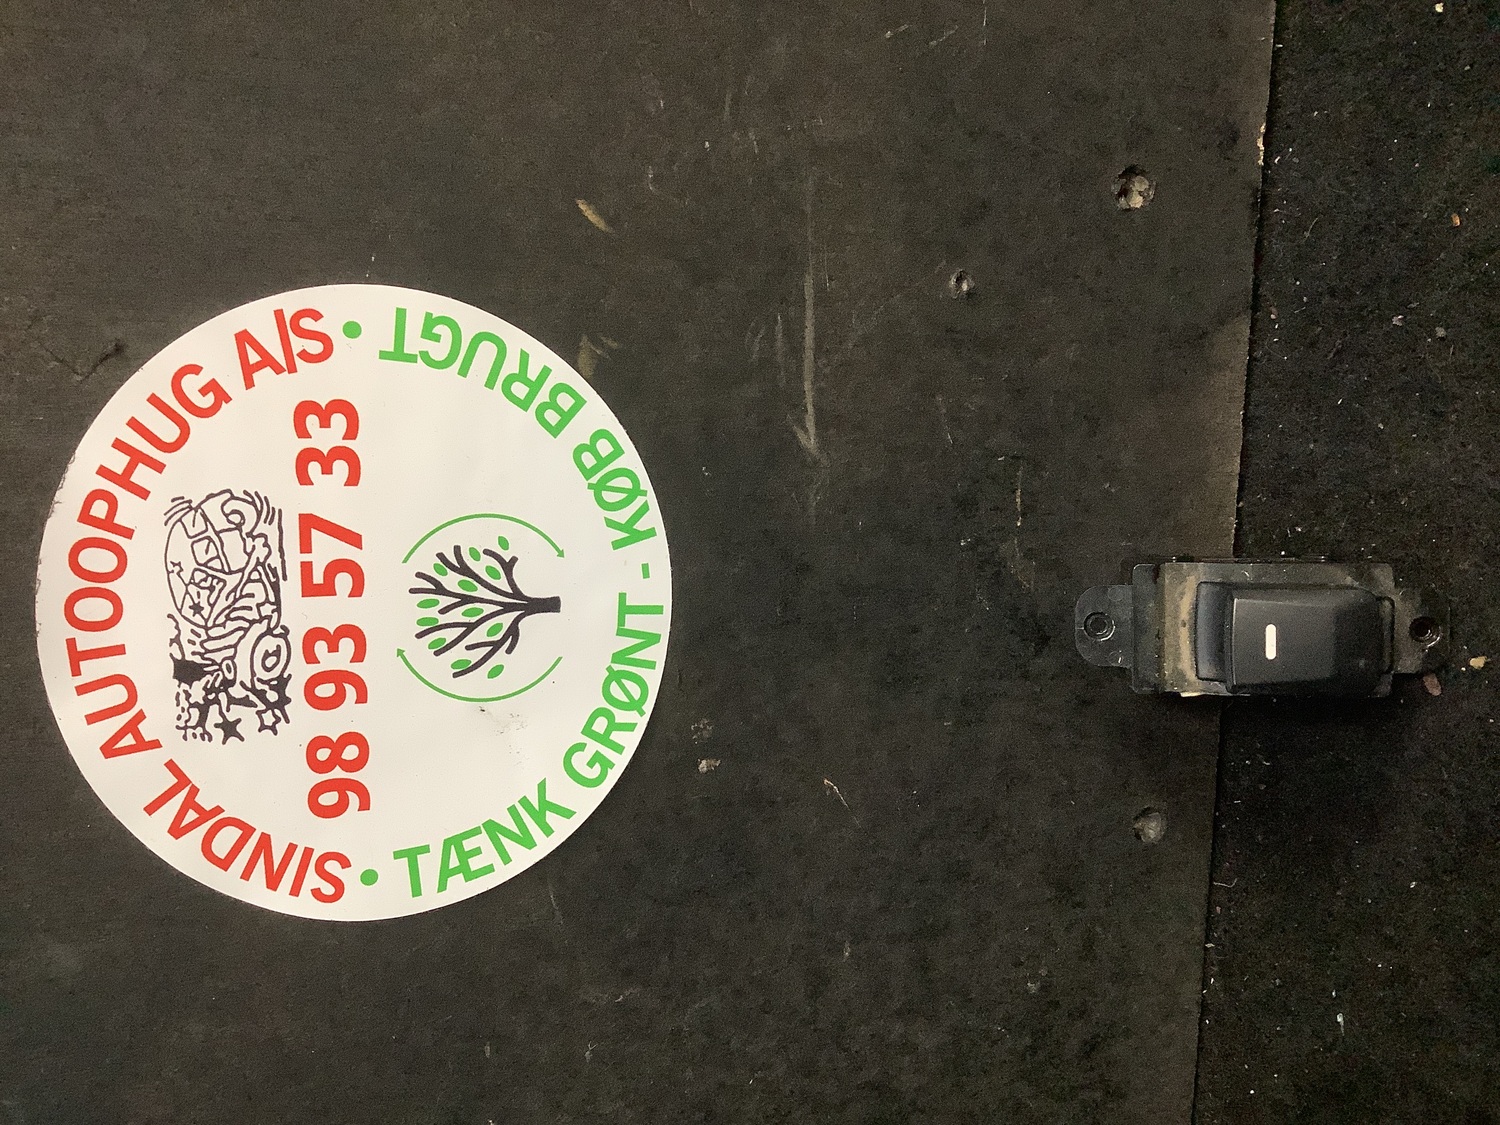 SINDAL AUTOOPHUG A/S
98 93 57 33
• TÆNK GRØNT - KØB BRUGT •